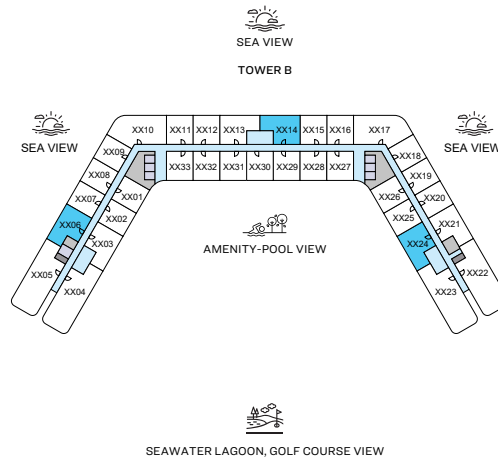 SEA VIEW
TOWER B
SEA VIEW
SEA VIEW
XX10
XX11
XX12
XX13
XX14
XX15
XX16
XX17
XX09
XX33
XX32
XX31
XX30
XX29
XX28
XX27
XX18
XX08
XX01
XX26
XX19
XX07
XX02
XX25
XX20
XX06
XX03
XX24
XX21
AMENITY-POOL VIEW
XX05
XX04
XX23
XX22
SEAWATER LAGOON, GOLF COURSE VIEW